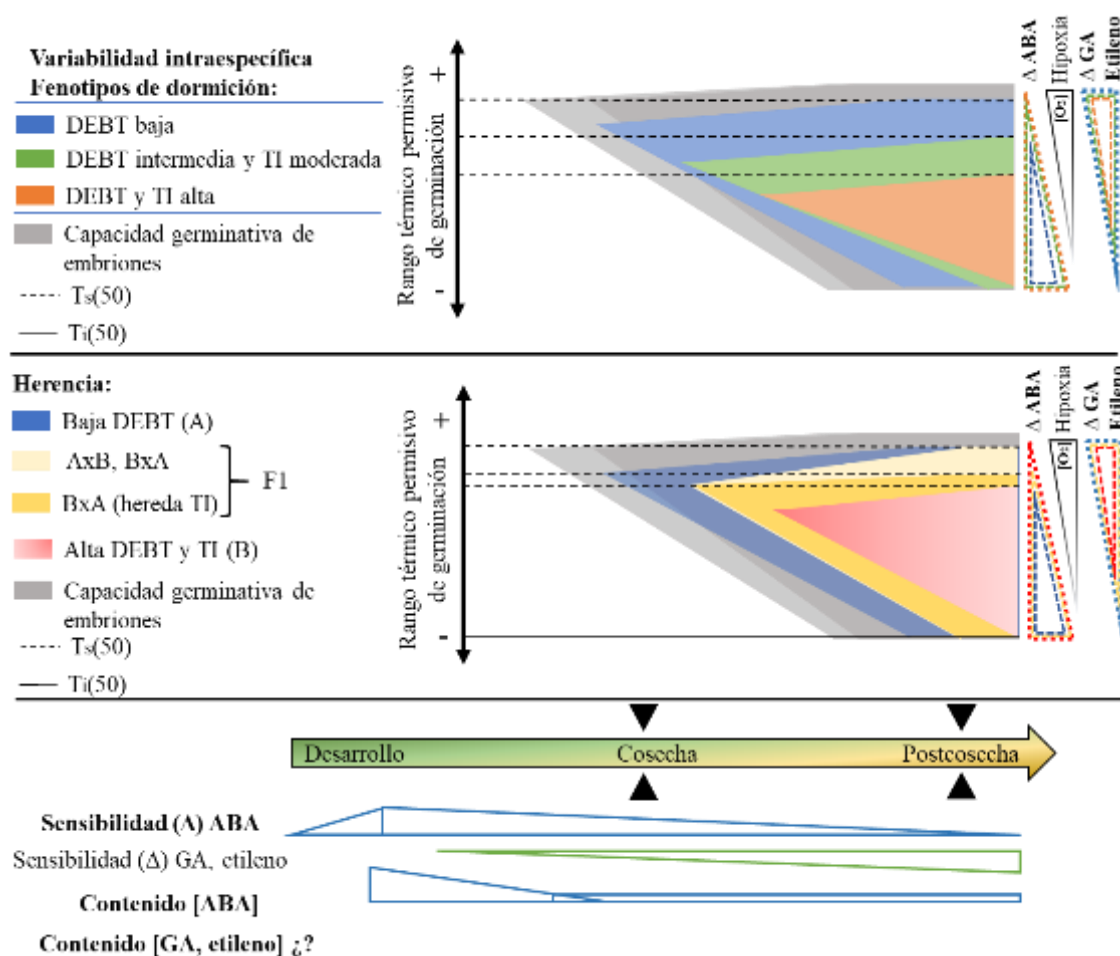 Variabilidad intraespecífica
Fenotipos de dormición:
DEBT baja
DEBT intermedia y TI moderada
DEBT y TI alta
Capacidad germinativa de
embriones
Ts(50)
Ti(50)
Rango térmico permisivo
de germinación
+
-
Δ ABA
Hipoxia
[O2]
Δ GA
Etileno
Herencia:
Baja DEBT (A)
AxB, BxA
BxA (hereda TI)
F1
Alta DEBT y TI (B)
Capacidad germinativa de
embriones
Ts(50)
Ti(50)
Rango térmico permisivo
de germinación
+
-
Δ ABA
Hipoxia
[O2]
Δ GA
Etileno
Desarrollo
Cosecha
Postcosecha
Sensibilidad (Δ) ABA
Sensibilidad (Δ) GA, etileno
Contenido [ABA]
Contenido [GA, etileno] ¿?